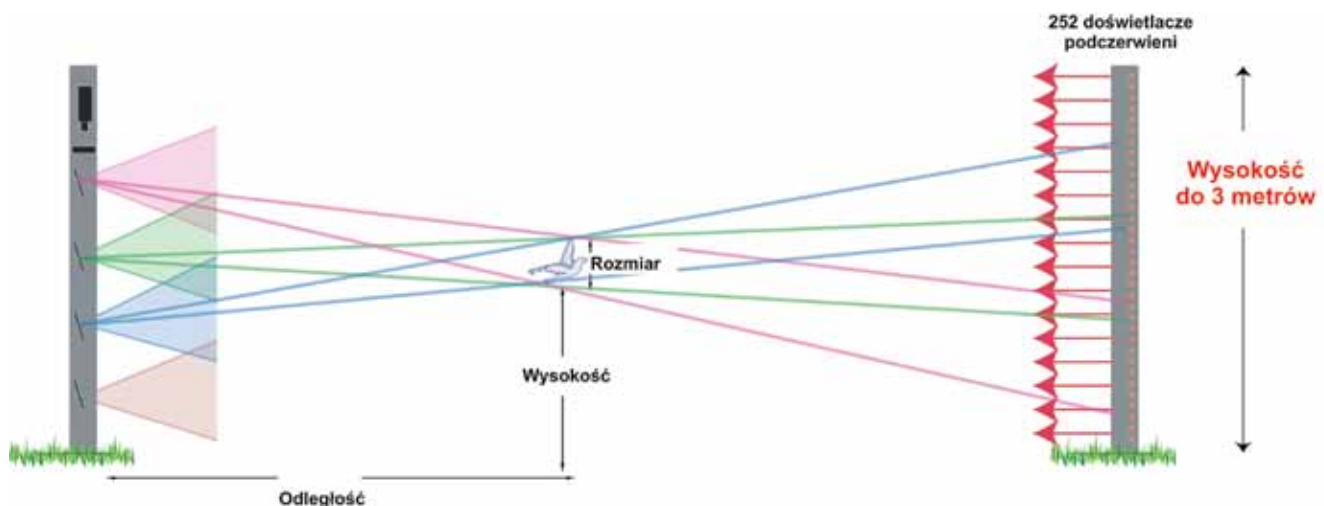 252 doświetlacze
podczerwieni
Wysokość
do 3 metrów
Rozmiar
Wysokość
Odległość